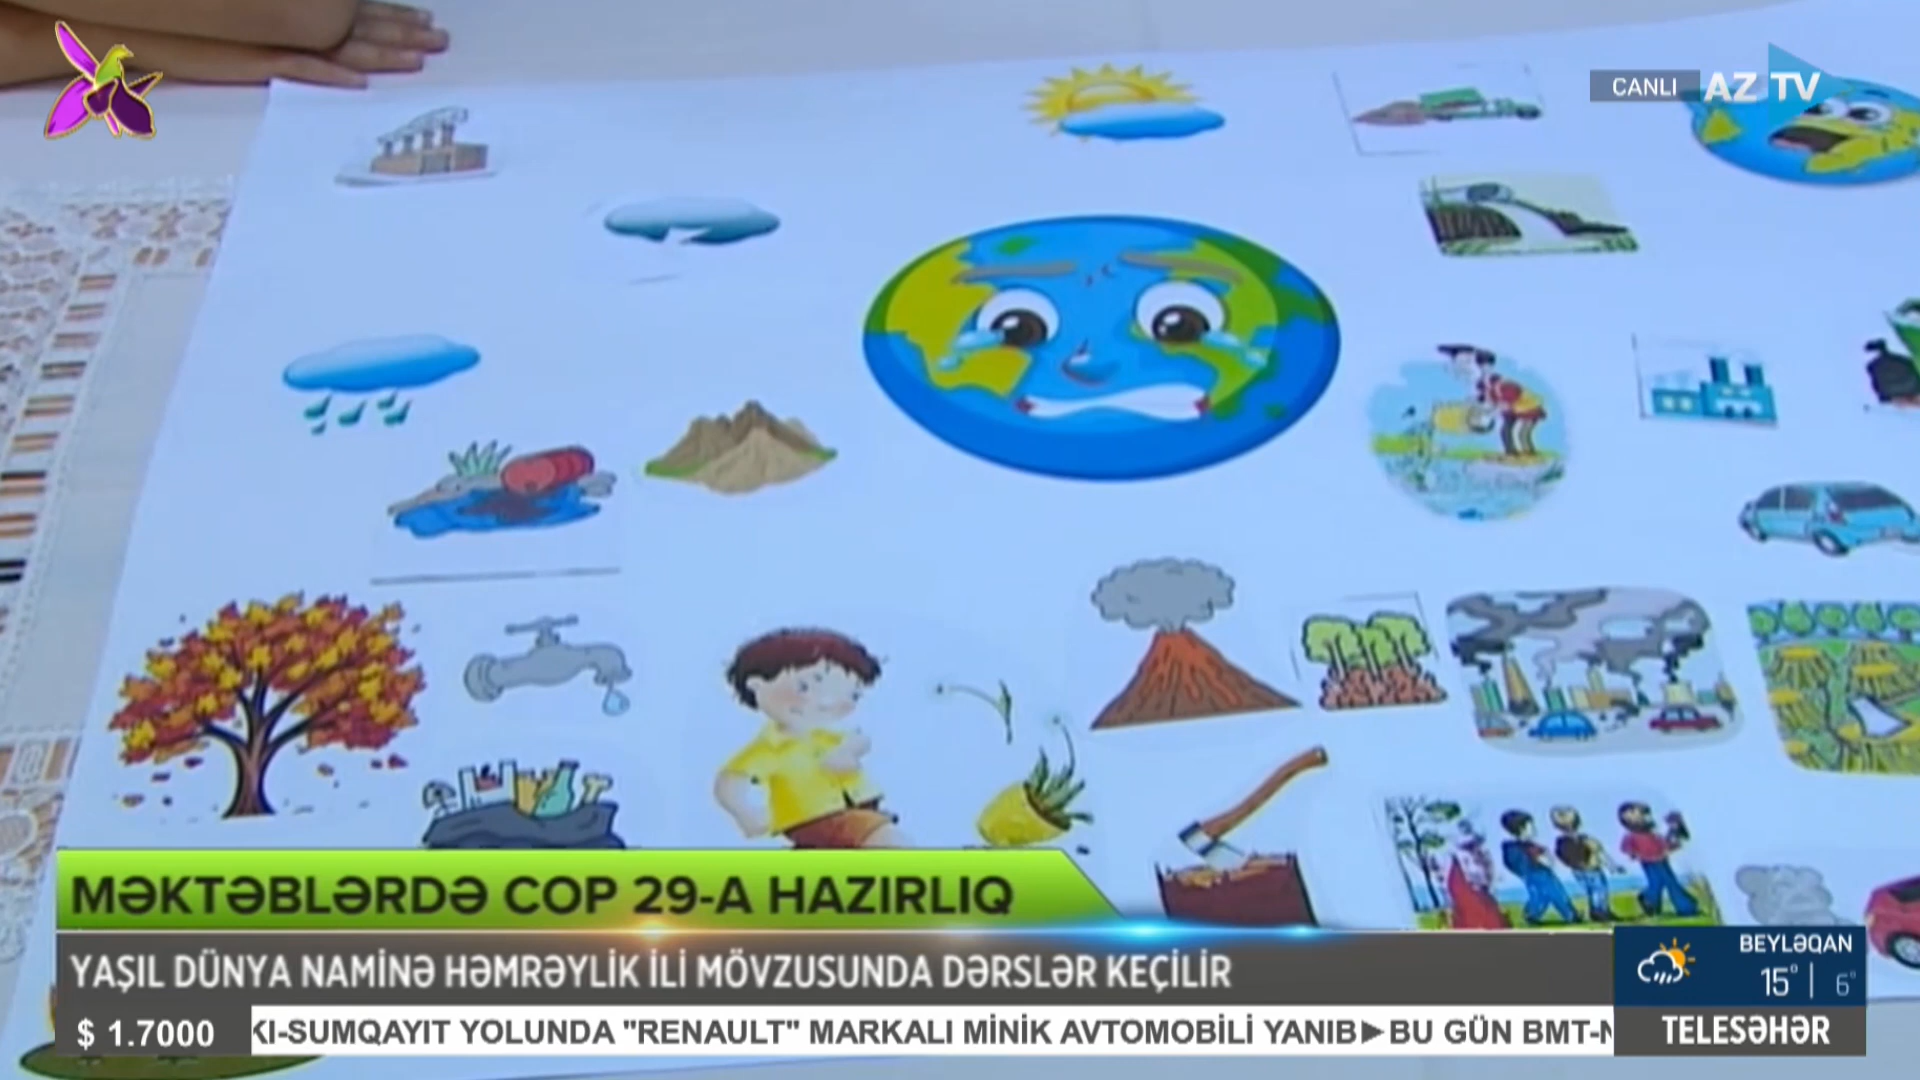 CANLI AZ TV
MƏKTƏBLƏRDƏ COP 29-A HAZIRLIQ
YAŞIL DÜNYA NAMİNƏ HƏMRƏYLİK İLİ MÖVZUSUNDA DƏRSLƏR KEÇİLİR
BEYLƏQAN
15° | 6°
$ 1.7000 KI-SUMQAYIT YOLUNDA "RENAULT" MARKALI MİNİK AVTOMOBİLİ YANIB►BU GÜN BMT-N
TELESƏHƏR